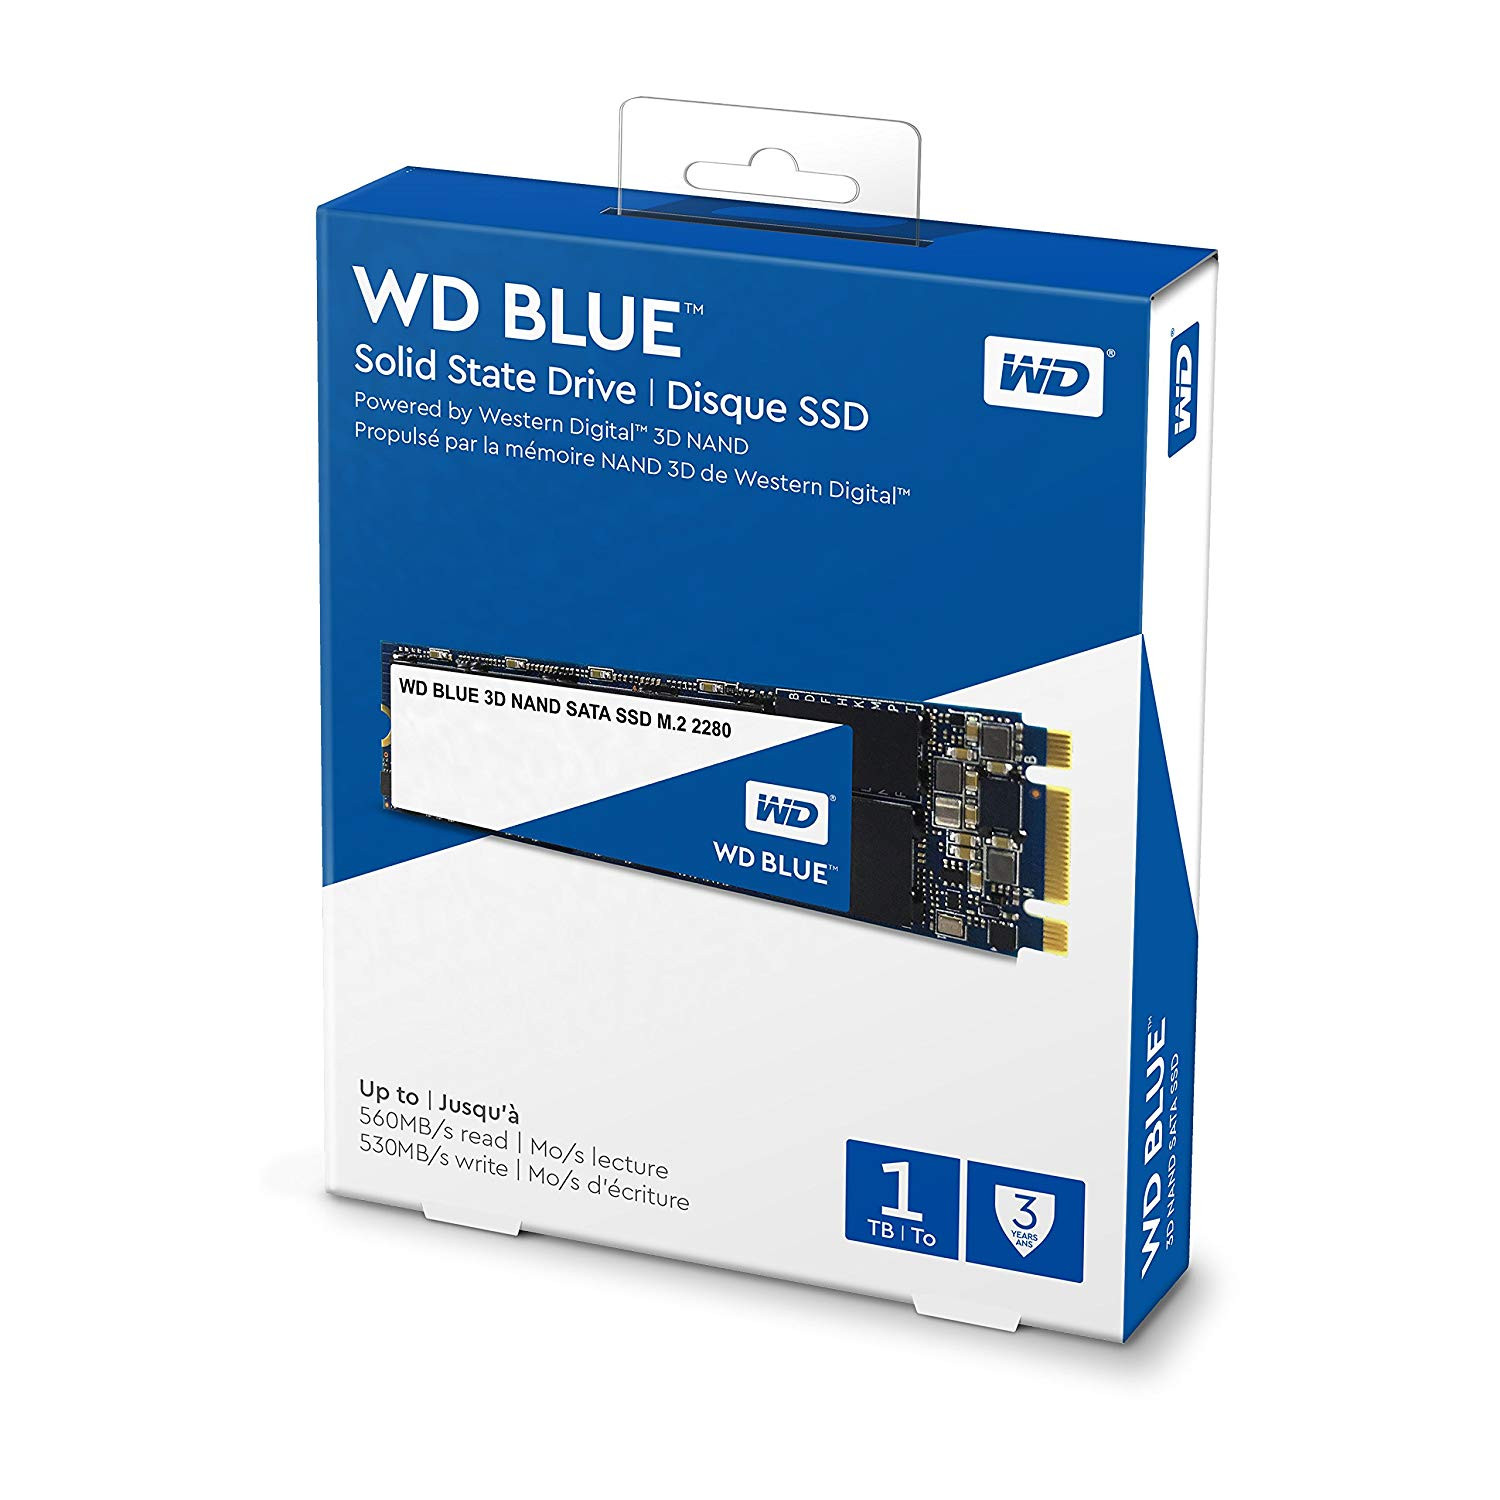 WD BLUE™
Solid State Drive | Disque SSD
Powered by Western Digital™ 3D NAND
Propulsé par la mémoire NAND 3D de Western Digital™
WD®
WD®
WD BLUE 3D NAND SATA SSD M.2 2280
B D F H K M P T
B
M
WD®
WD BLUE™
Up to | Jusqu'à
560MB/s read | Mo/s lecture
530MB/s write | Mo/s d'écriture
1
TB | To
3
YEARS
ANS
WD BLUE™
3D NAND SATA SSD